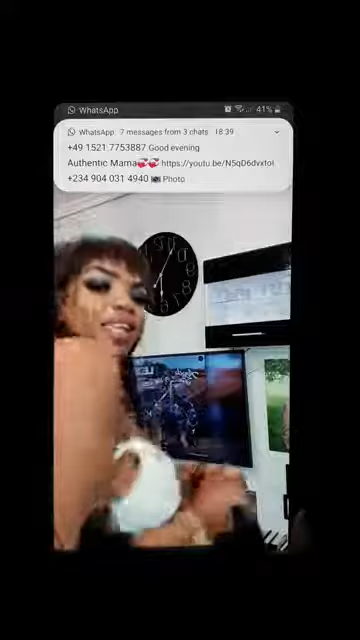 WhatsApp 41%
WhatsApp 7 messages from 3 chats 18:39
+49 1521 7753887 Good evening
Authentic Mama💞💞 https://youtu.be/N5qD6dvxtoI
+234 904 031 4940 📷 Photo